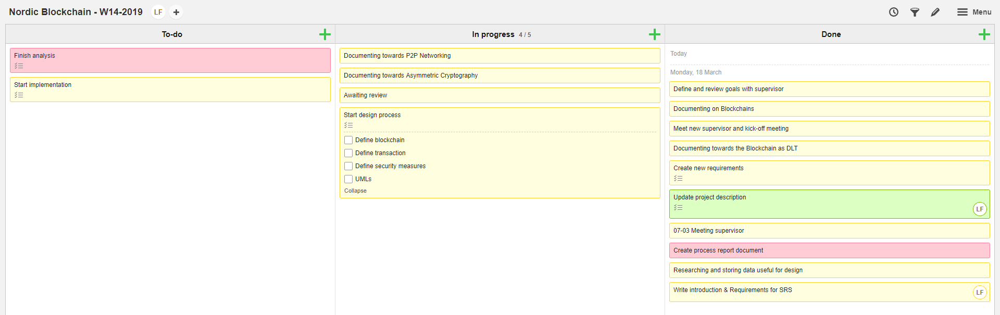 Nordic Blockchain - W14-2019 LF +
Menu
To-do
Finish analysis
Start implementation
In progress 4 / 5
Documenting towards P2P Networking
Documenting towards Asymmetric Cryptography
Awaiting review
Start design process
Define blockchain
Define transaction
Define security measures
UMLs
Collapse
Done
Today
Monday, 18 March
Define and review goals with supervisor
Documenting on Blockchains
Meet new supervisor and kick-off meeting
Documenting towards the Blockchain as DLT
Create new requirements
Update project description
LF
07-03 Meeting supervisor
Create process report document
Researching and storing data useful for design
Write introduction & Requirements for SRS
LF